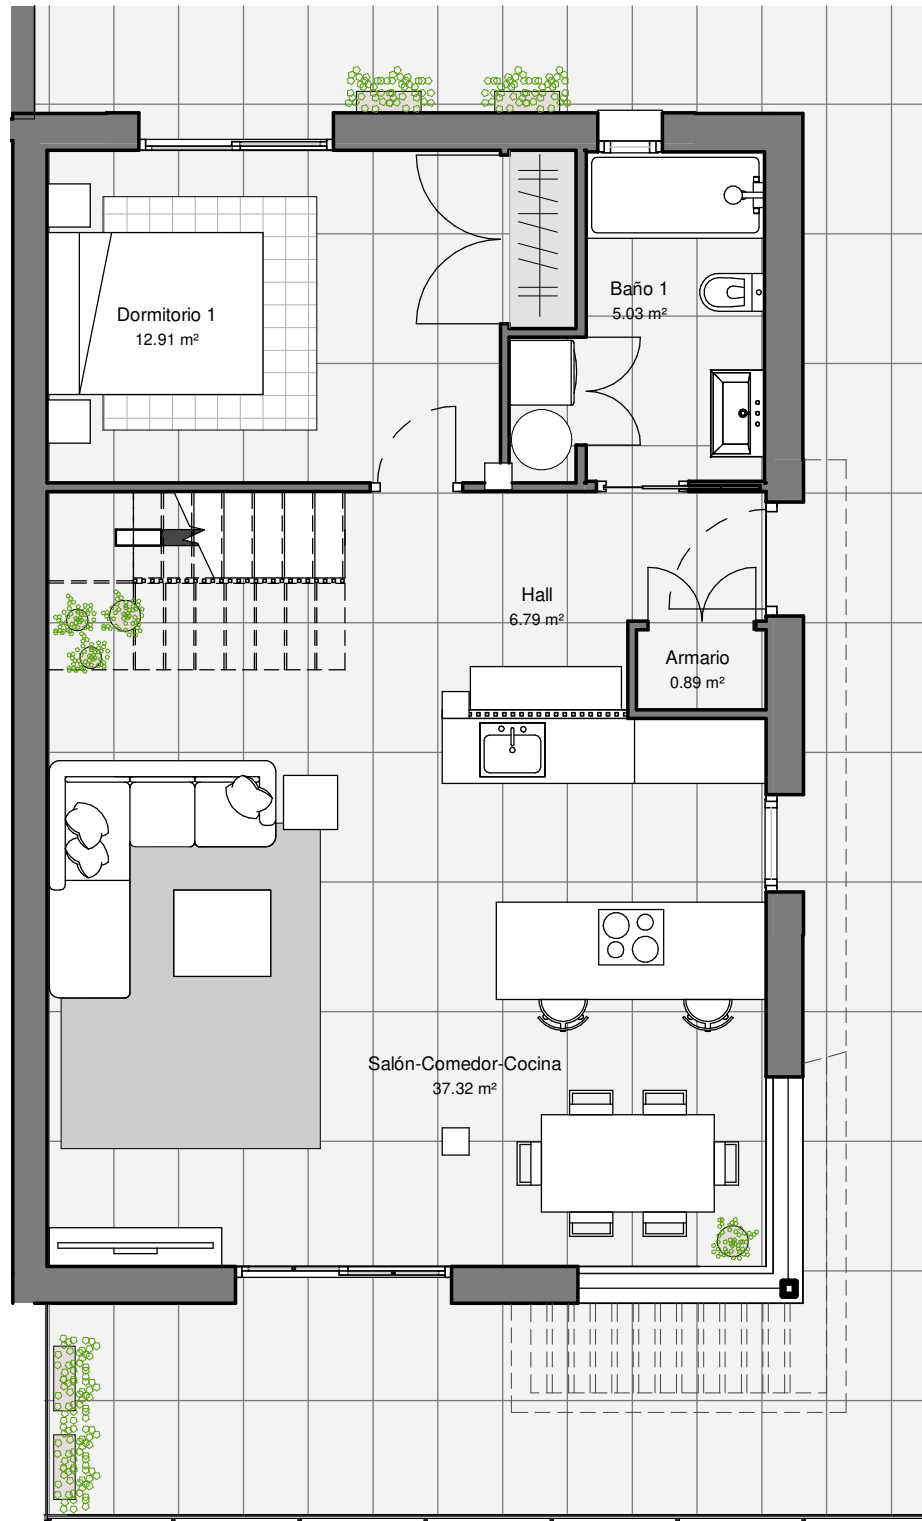 Dormitorio 1
12.91 m²
Baño 1
5.03 m²
Hall
6.79 m²
Armario
0.89 m²
Salón-Comedor-Cocina
37.32 m²